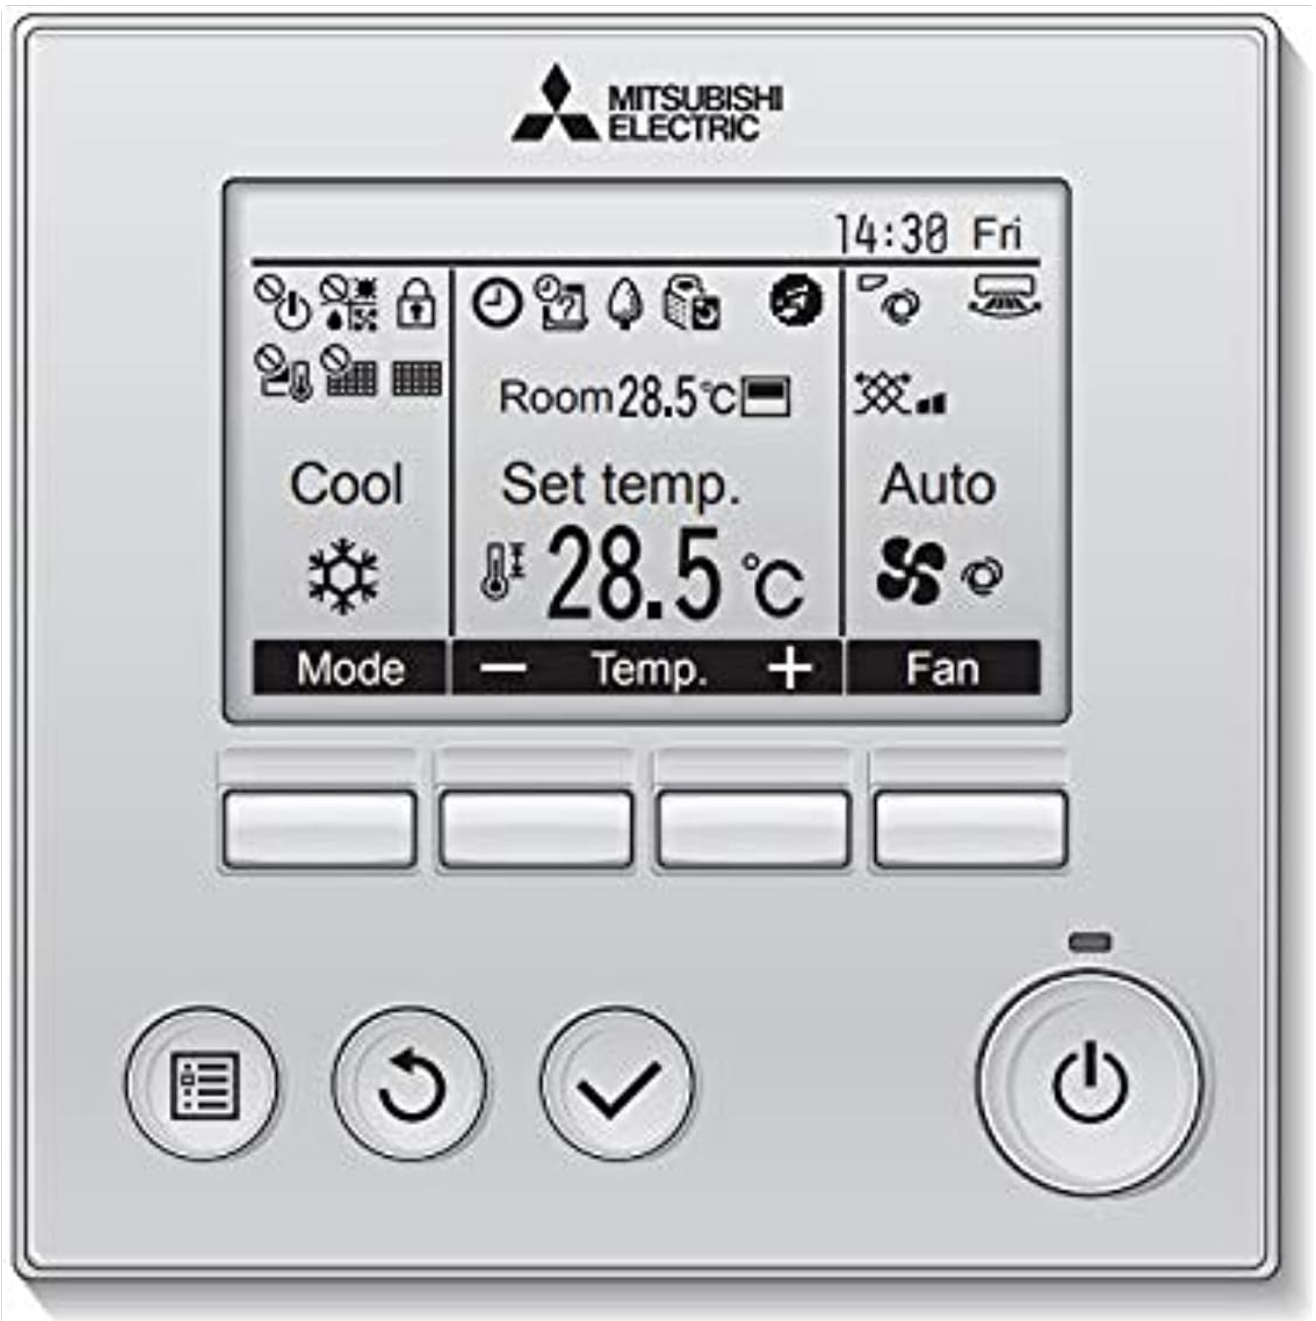 MITSUBISHI
ELECTRIC
14:30 Fri
Room 28.5°C
Cool
Set temp.
Auto
28.5 °C
Mode
− Temp. +
Fan